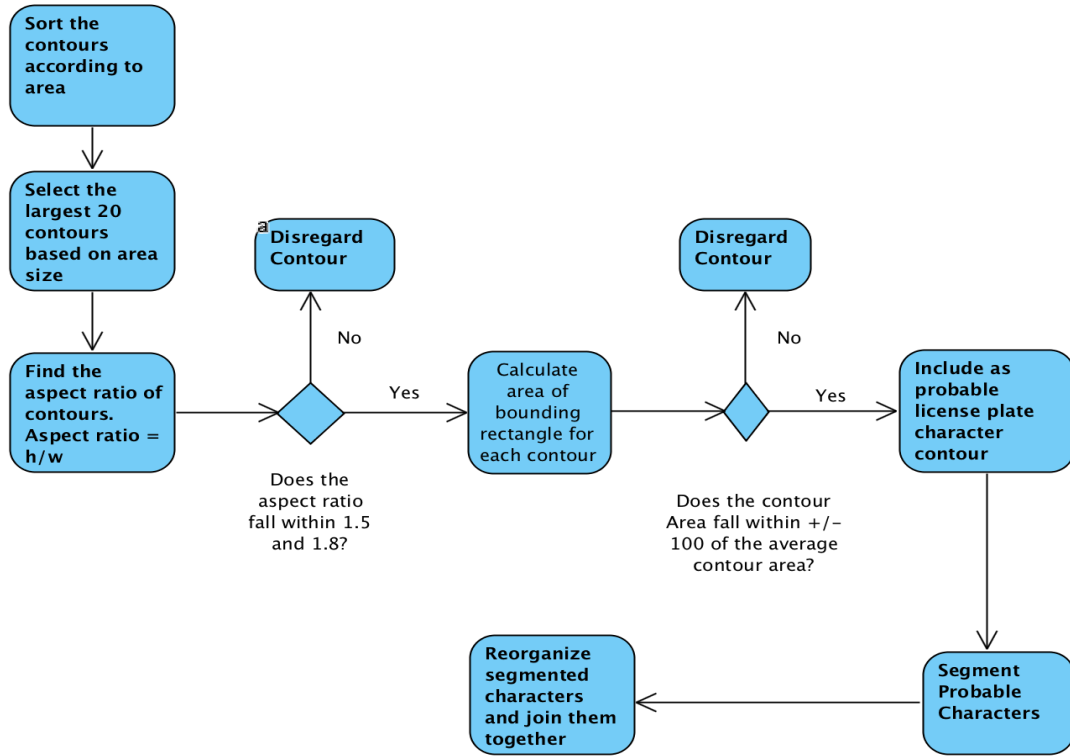 Sort the
contours
according to
area
Select the
largest 20
contours
based on area
size
Find the
aspect ratio of
contours.
Aspect ratio =
h/w
a
Disregard
Contour
No
Yes
Does the
aspect ratio
fall within 1.5
and 1.8?
Calculate
area of
bounding
rectangle for
each contour
Disregard
Contour
No
Yes
Does the contour
Area fall within +/-
100 of the average
contour area?
Include as
probable
license plate
character
contour
Segment
Probable
Characters
Reorganize
segmented
characters
and join them
together